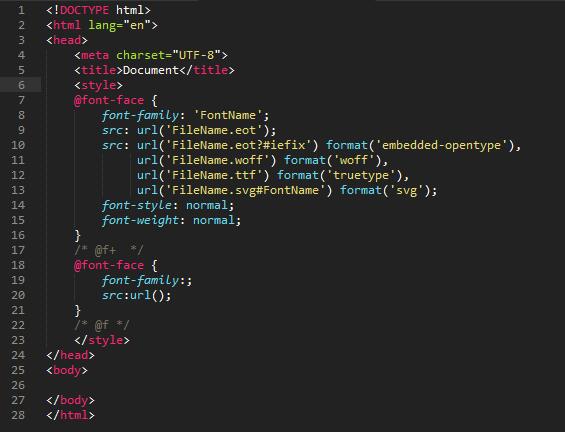 1 <!DOCTYPE html>
2 <html lang="en">
3 <head>
4     <meta charset="UTF-8">
5     <title>Document</title>
6     <style>
7     @font-face {
8         font-family: 'FontName';
9         src: url('FileName.eot');
10         src: url('FileName.eot?#iefix') format('embedded-opentype'),
11              url('FileName.woff') format('woff'),
12              url('FileName.ttf') format('truetype'),
13              url('FileName.svg#FontName') format('svg');
14         font-style: normal;
15         font-weight: normal;
16     }
17     /* @f+  */
18     @font-face {
19         font-family:;
20         src:url();
21     }
22     /* @f */
23     </style>
24 </head>
25 <body>
26
27 </body>
28 </html>